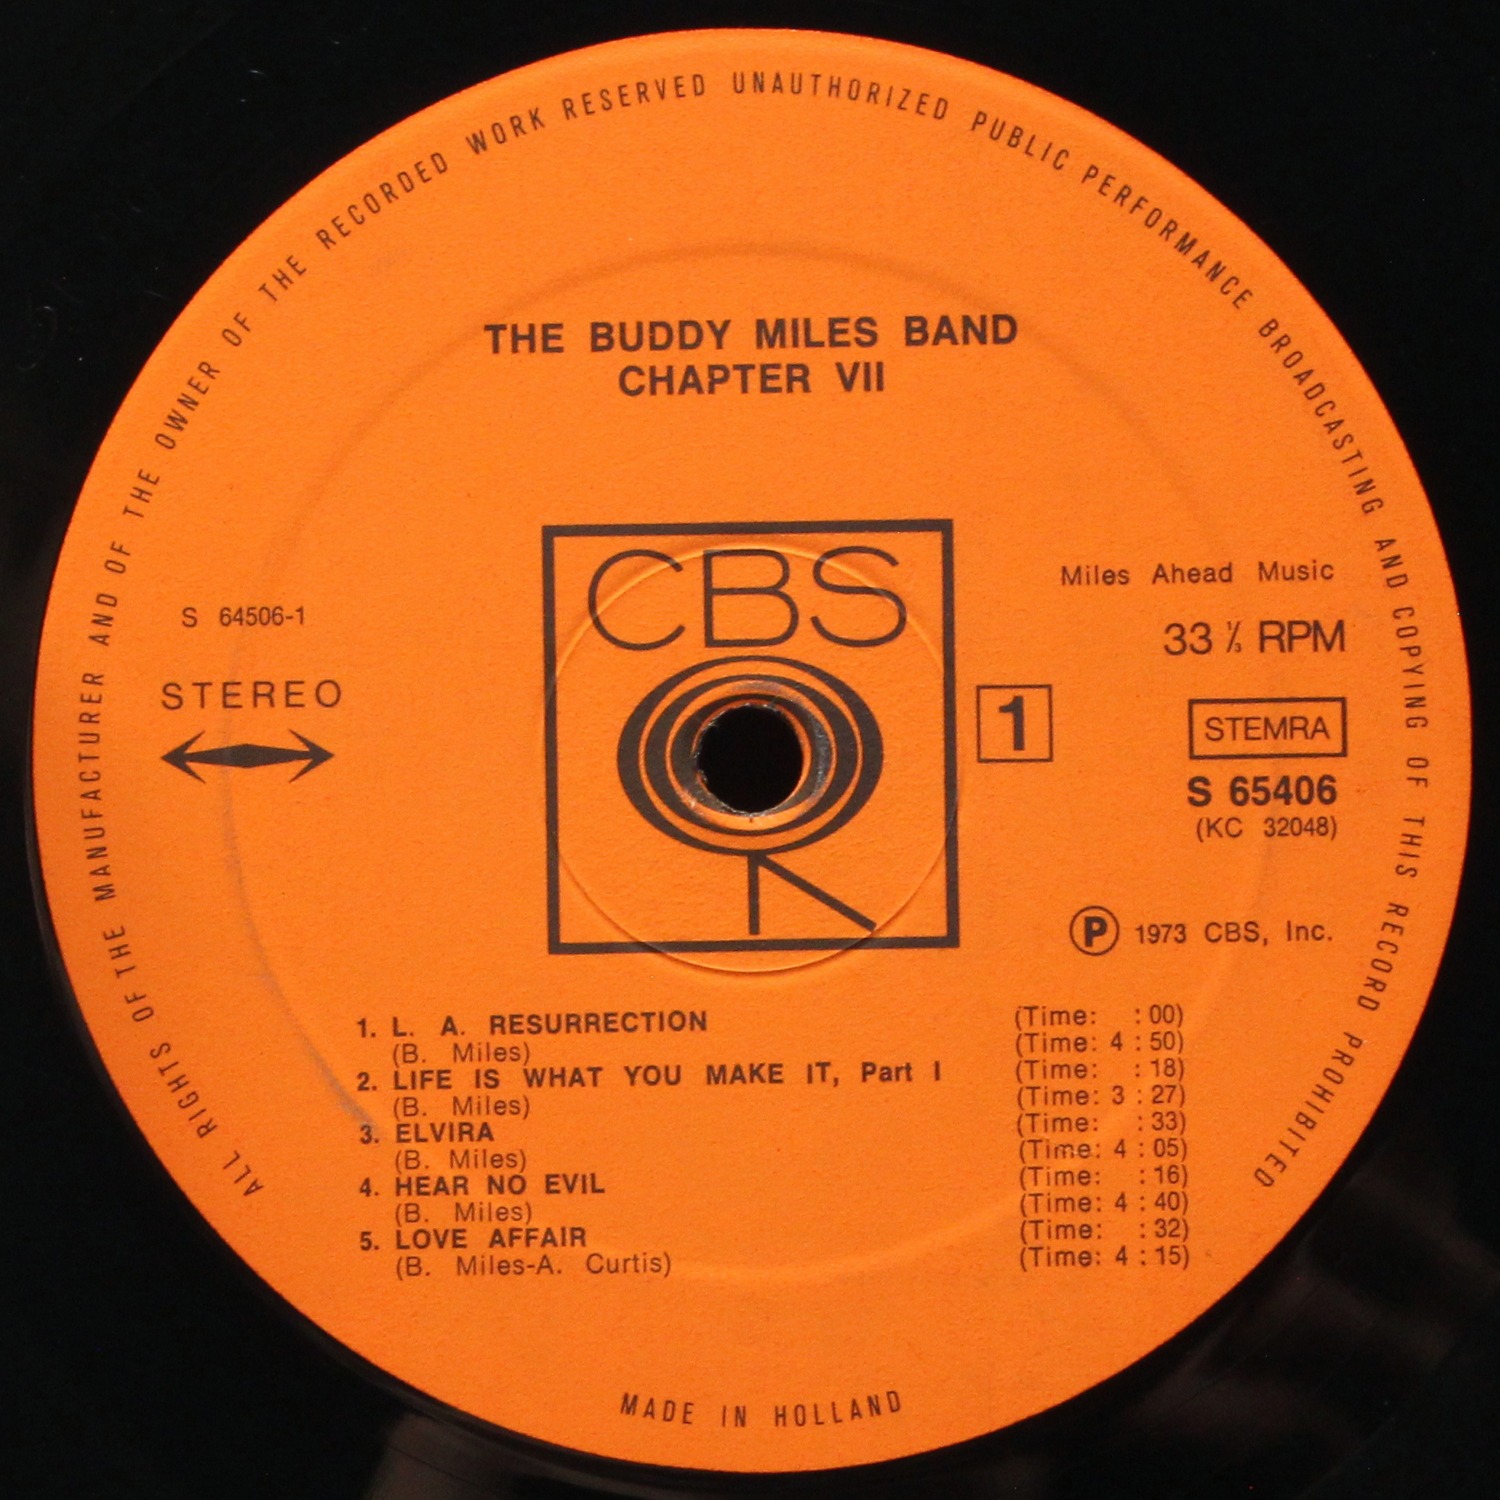 ALL RIGHTS OF THE MANUFACTURER AND OF THE OWNER OF THE RECORDED WORK RESERVED UNAUTHORIZED PUBLIC PERFORMANCE BROADCASTING AND COPYING OF THIS RECORD PROHIBITED
THE BUDDY MILES BAND
CHAPTER VII
CBS
S 64506-1
STEREO
Miles Ahead Music
33 ⅓ RPM
1
STEMRA
S 65406
(KC 32048)
Ⓟ 1973 CBS, Inc.
1. L. A. RESURRECTION (Time: :00)
(B. Miles) (Time: 4 : 50)
2. LIFE IS WHAT YOU MAKE IT, Part I (Time: : 18)
(B. Miles) (Time: 3 : 27)
3. ELVIRA (Time: : 33)
(B. Miles) (Time: 4 : 05)
4. HEAR NO EVIL (Time: : 16)
(B. Miles) (Time: 4 : 40)
5. LOVE AFFAIR (Time: : 32)
(B. Miles-A. Curtis) (Time: 4 : 15)
MADE IN HOLLAND